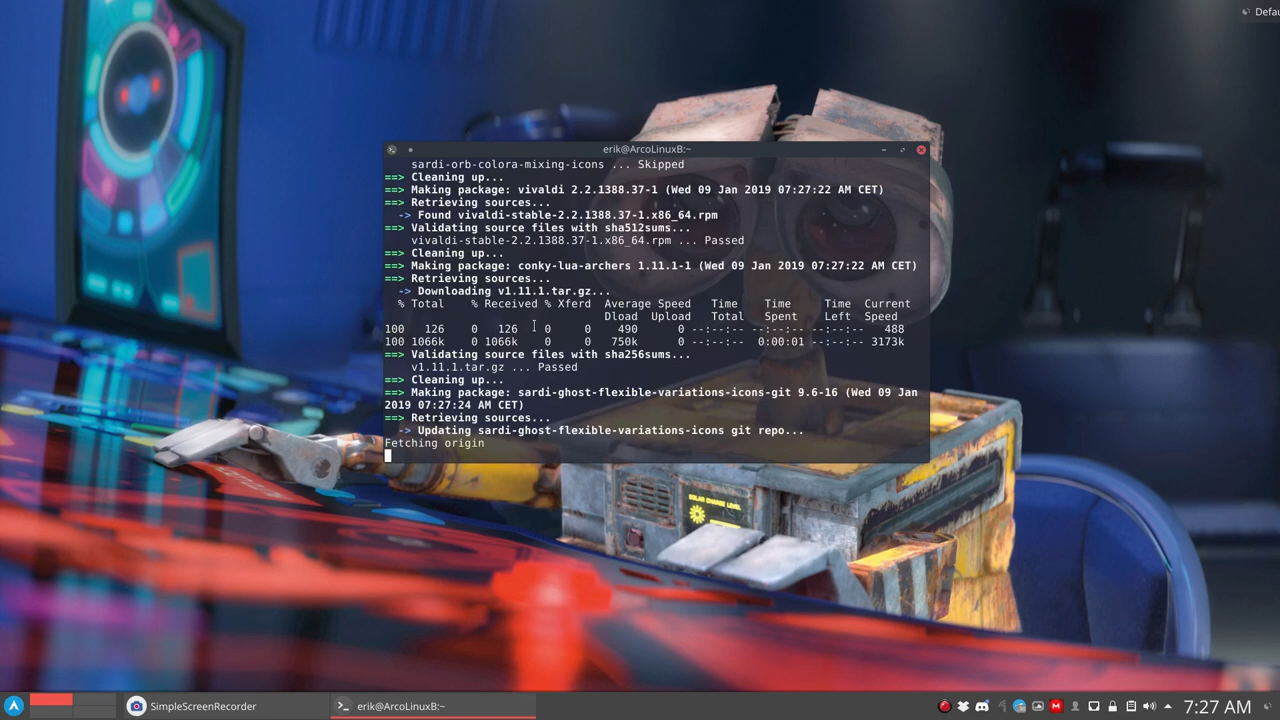 Defau
erik@ArcoLinuxB:~
sardi-orb-colora-mixing-icons ... Skipped
==> Cleaning up...
==> Making package: vivaldi 2.2.1388.37-1 (Wed 09 Jan 2019 07:27:22 AM CET)
==> Retrieving sources...
-> Found vivaldi-stable-2.2.1388.37-1.x86_64.rpm
==> Validating source files with sha512sums...
vivaldi-stable-2.2.1388.37-1.x86_64.rpm ... Passed
==> Cleaning up...
==> Making package: conky-lua-archers 1.11.1-1 (Wed 09 Jan 2019 07:27:22 AM CET)
==> Retrieving sources...
-> Downloading v1.11.1.tar.gz...
% Total % Received % Xferd Average Speed Time Time Time Current
Dload Upload Total Spent Left Speed
100 126 0 126 0 0 490 0 --:--:-- --:--:-- --:--:-- 488
100 1066k 0 1066k 0 0 750k 0 --:--:-- 0:00:01 --:--:-- 3173k
==> Validating source files with sha256sums...
v1.11.1.tar.gz ... Passed
==> Cleaning up...
==> Making package: sardi-ghost-flexible-variations-icons-git 9.6-16 (Wed 09 Jan
2019 07:27:24 AM CET)
==> Retrieving sources...
-> Updating sardi-ghost-flexible-variations-icons git repo...
Fetching origin
SOLAR CHARGE LEVEL
SimpleScreenRecorder
erik@ArcoLinuxB:~
7:27 AM